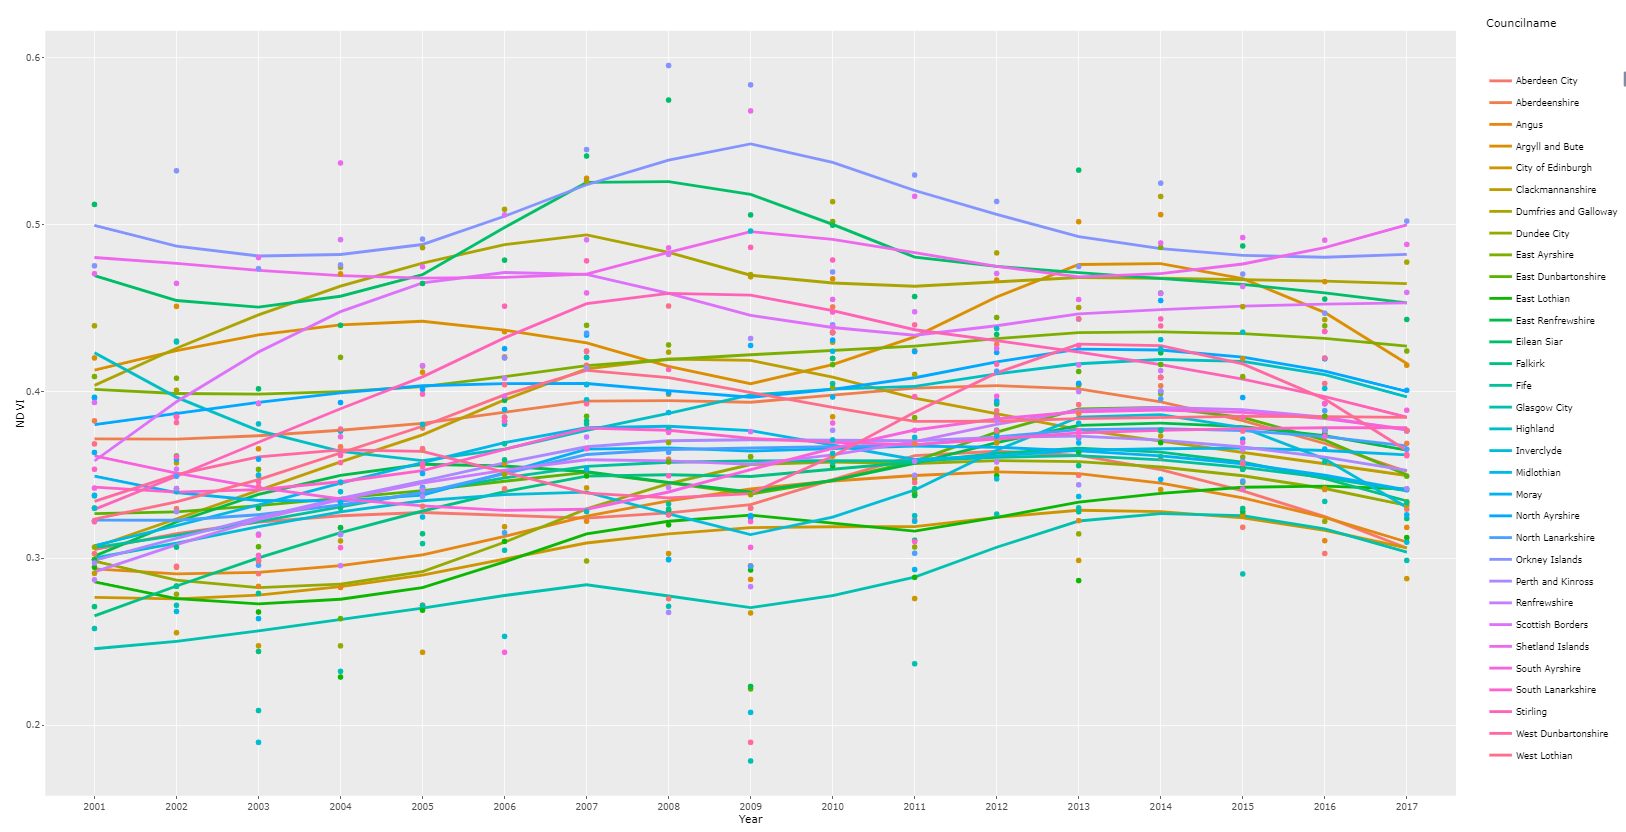 Councilname
Aberdeen City
Aberdeenshire
Angus
Argyll and Bute
City of Edinburgh
Clackmannanshire
Dumfries and Galloway
Dundee City
East Ayrshire
East Dunbartonshire
East Lothian
East Renfrewshire
Eilean Siar
Falkirk
Fife
Glasgow City
Highland
Inverclyde
Midlothian
Moray
North Ayrshire
North Lanarkshire
Orkney Islands
Perth and Kinross
Renfrewshire
Scottish Borders
Shetland Islands
South Ayrshire
South Lanarkshire
Stirling
West Dunbartonshire
West Lothian
0.6
0.5
0.4
0.3
0.2
NDVI
2001 2002 2003 2004 2005 2006 2007 2008 2009 2010 2011 2012 2013 2014 2015 2016 2017
Year